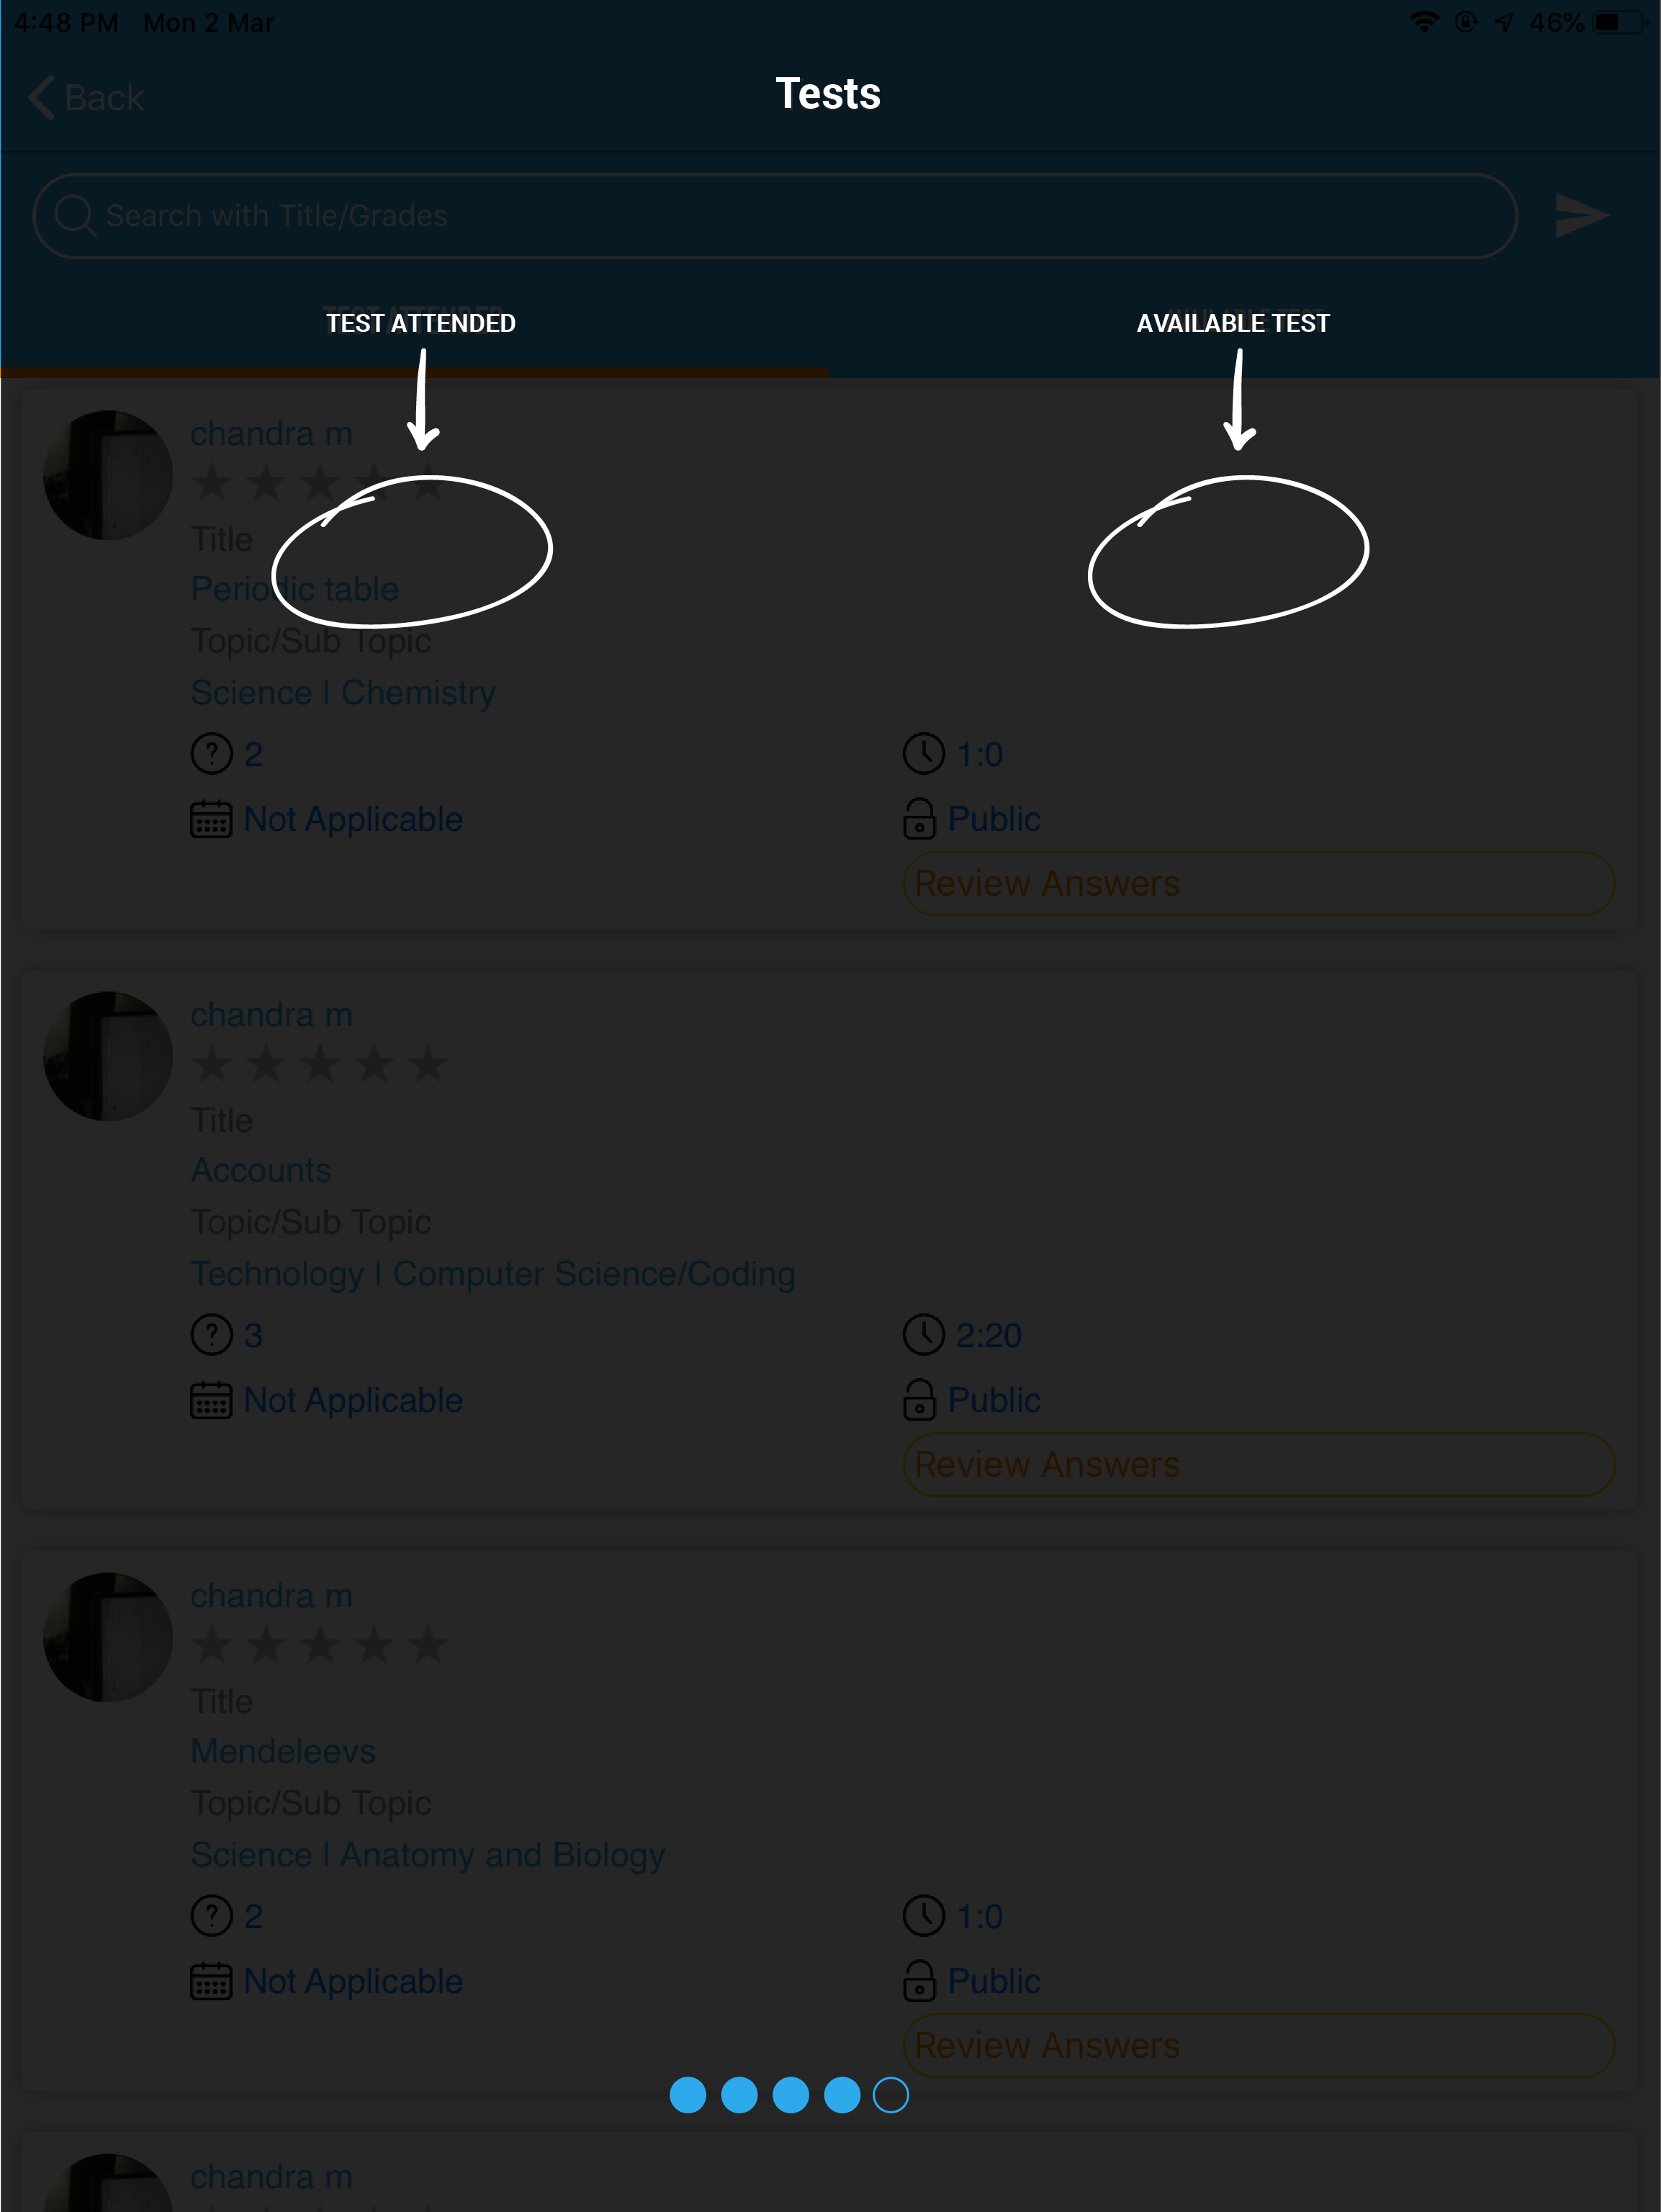 4:48 PM Mon 2 Mar 46%
Back Tests
Search with Title/Grades
TEST ATTENDED AVAILABLE TEST
chandra m
Title
Periodic table
Topic/Sub Topic
Science | Chemistry
2 1:0
Not Applicable Public
Review Answers
chandra m
Title
Accounts
Topic/Sub Topic
Technology | Computer Science/Coding
3 2:20
Not Applicable Public
Review Answers
chandra m
Title
Mendeleevs
Topic/Sub Topic
Science | Anatomy and Biology
2 1:0
Not Applicable Public
Review Answers
chandra m